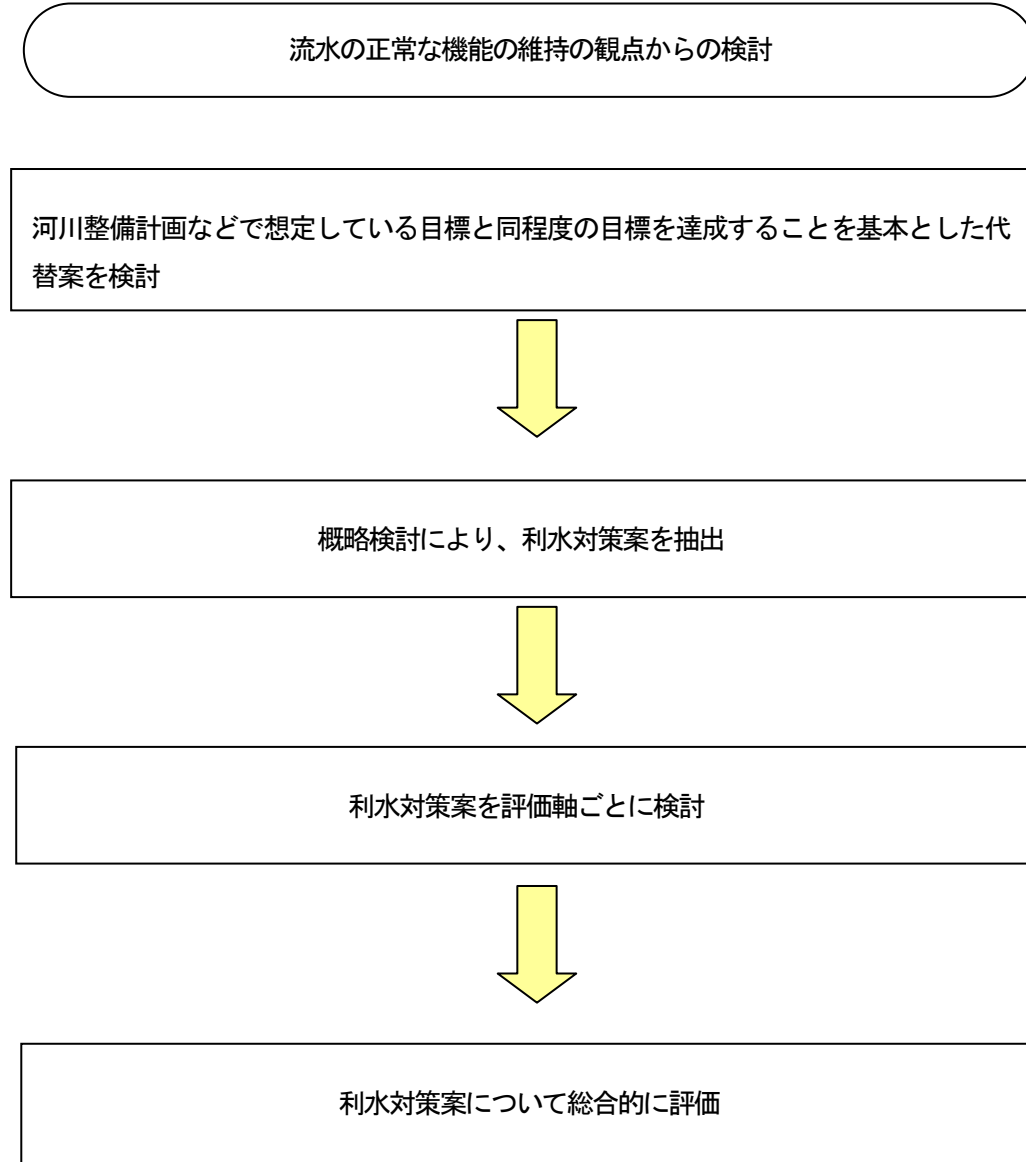 流水の正常な機能の維持の観点からの検討
河川整備計画などで想定している目標と同程度の目標を達成することを基本とした代
替案を検討
概略検討により、利水対策案を抽出
利水対策案を評価軸ごとに検討
利水対策案について総合的に評価